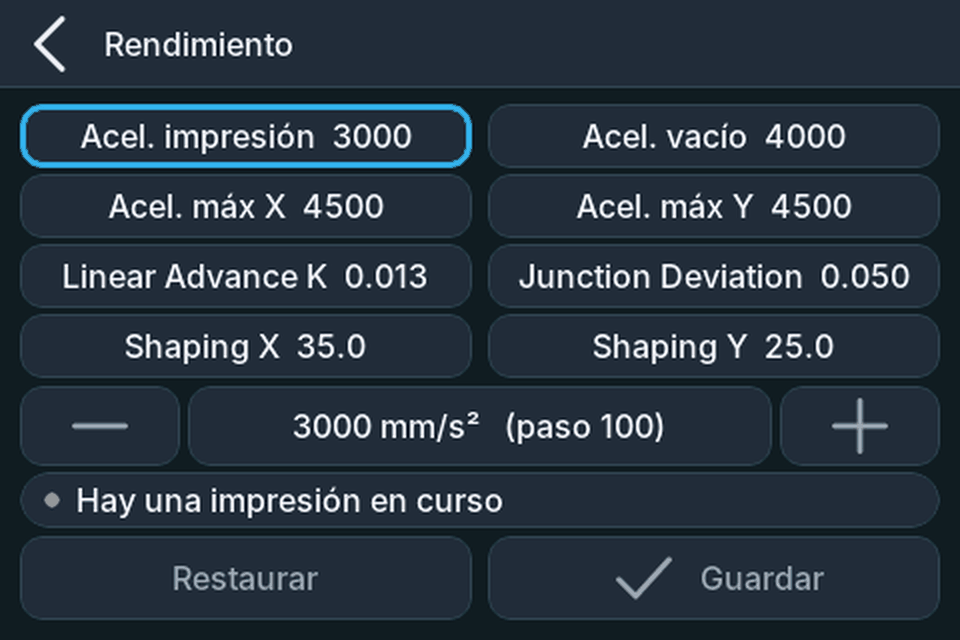 Rendimiento
Acel. impresión 3000
Acel. vacío 4000
Acel. máx X 4500
Acel. máx Y 4500
Linear Advance K 0.013
Junction Deviation 0.050
Shaping X 35.0
Shaping Y 25.0
3000 mm/s² (paso 100)
Hay una impresión en curso
Restaurar
Guardar